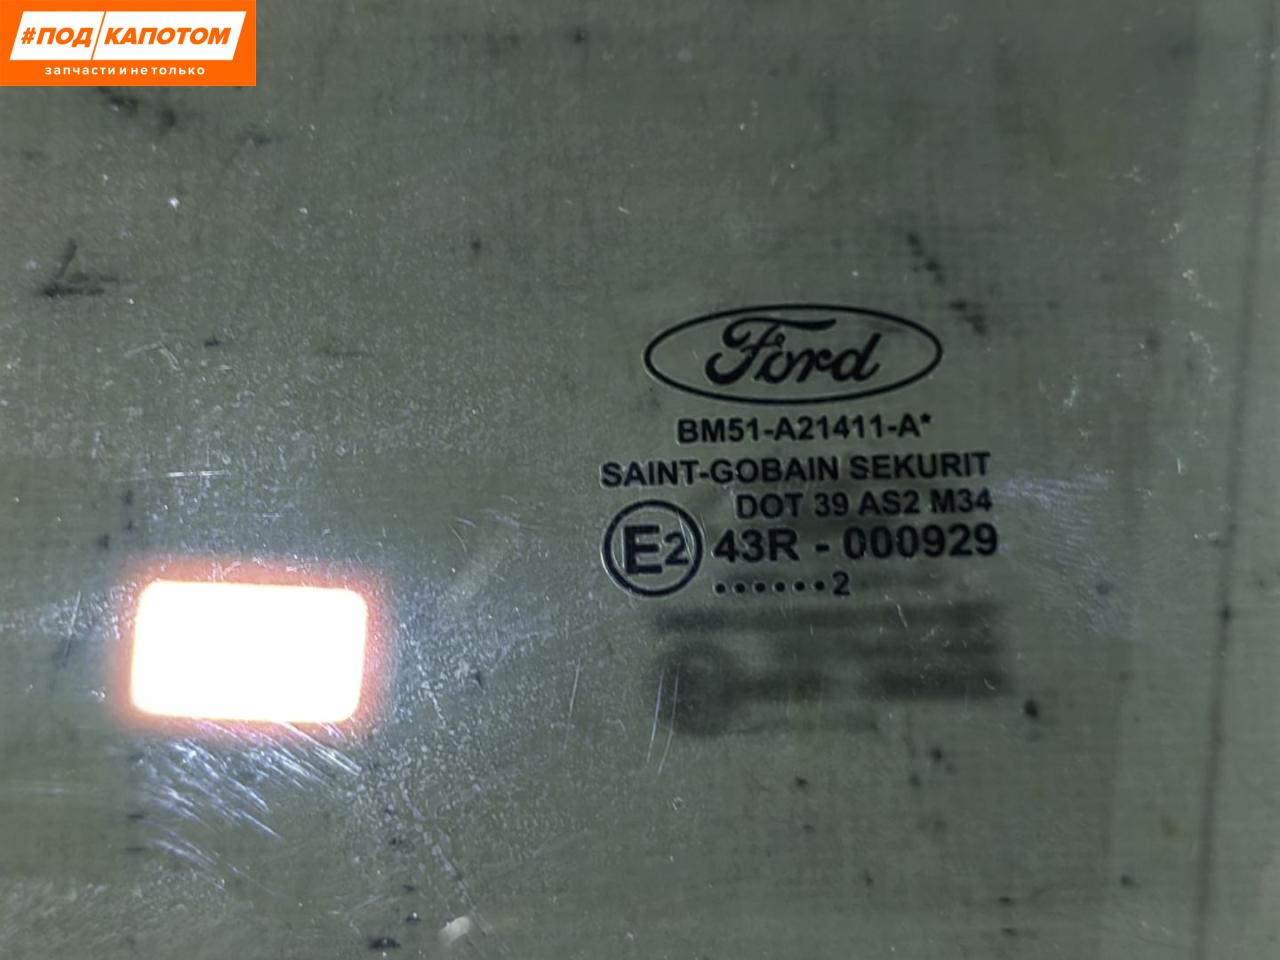 #ПОД КАПОТОМ
запчасти и не только
Ford
BM51-A21411-A*
SAINT-GOBAIN SEKURIT
DOT 39 AS2 M34
E2 43R - 000929
••••••2